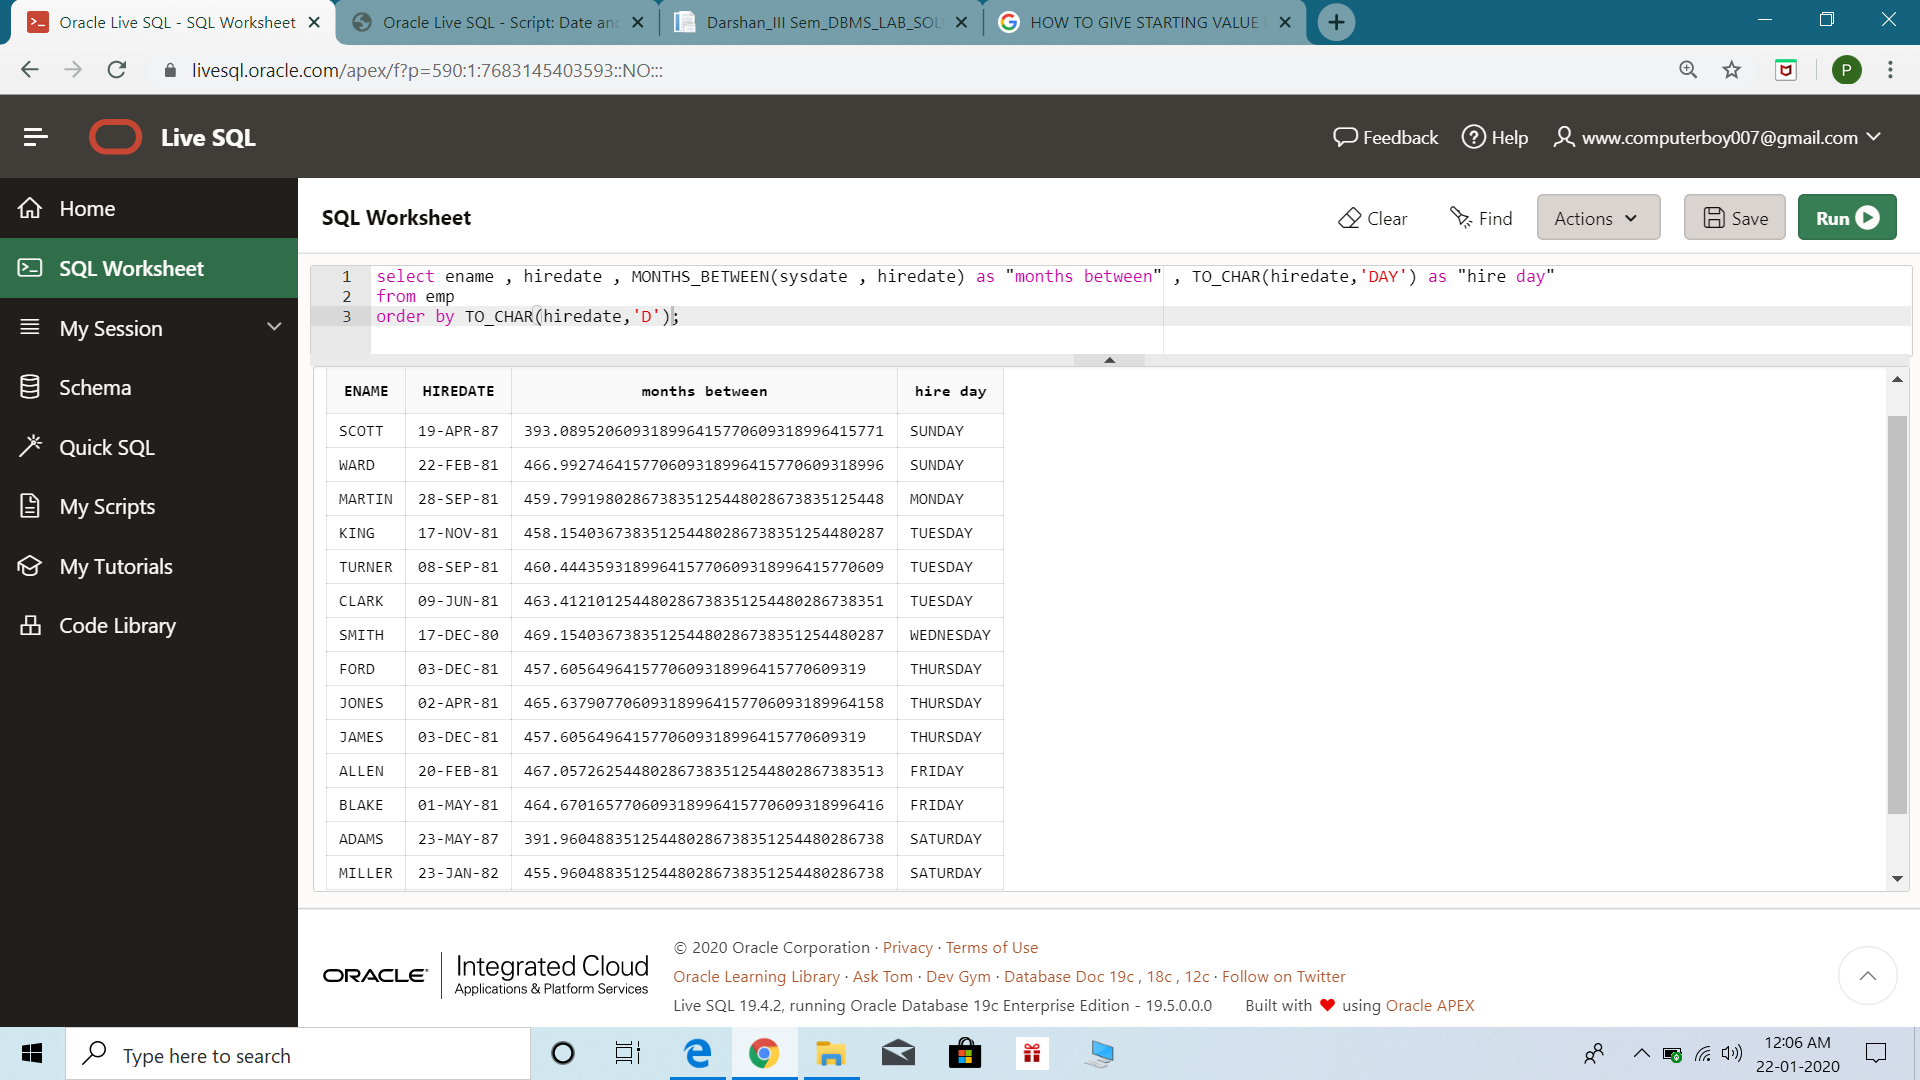 Oracle Live SQL - SQL Worksheet
Oracle Live SQL - Script: Date an
Darshan_III Sem_DBMS_LAB_SOL
HOW TO GIVE STARTING VALUE
livesql.oracle.com/apex/f?p=590:1:7683145403593::NO:::
P
Live SQL
Feedback
Help
www.computerboy007@gmail.com
Home
SQL Worksheet
My Session
Schema
Quick SQL
My Scripts
My Tutorials
Code Library
SQL Worksheet
Clear
Find
Actions
Save
Run
1 select ename , hiredate , MONTHS_BETWEEN(sysdate , hiredate) as "months between" , TO_CHAR(hiredate,'DAY') as "hire day"
2 from emp
3 order by TO_CHAR(hiredate,'D');
ENAME HIREDATE months between hire day
SCOTT 19-APR-87 393.089520609318996415770609318996415771 SUNDAY
WARD 22-FEB-81 466.992746415770609318996415770609318996 SUNDAY
MARTIN 28-SEP-81 459.799198028673835125448028673835125448 MONDAY
KING 17-NOV-81 458.154036738351254480286738351254480287 TUESDAY
TURNER 08-SEP-81 460.444359318996415770609318996415770609 TUESDAY
CLARK 09-JUN-81 463.412101254480286738351254480286738351 TUESDAY
SMITH 17-DEC-80 469.154036738351254480286738351254480287 WEDNESDAY
FORD 03-DEC-81 457.605649641577060931899641577060931 9 THURSDAY
JONES 02-APR-81 465.637907706093189964157706093189964158 THURSDAY
JAMES 03-DEC-81 457.6056496415770609318996415770609319 THURSDAY
ALLEN 20-FEB-81 467.057262544802867383512544802867383513 FRIDAY
BLAKE 01-MAY-81 464.670165770609318996415770609318996416 FRIDAY
ADAMS 23-MAY-87 391.960488351254480286738351254480286738 SATURDAY
MILLER 23-JAN-82 455.960488351254480286738351254480286738 SATURDAY
ORACLE
Integrated Cloud
Applications & Platform Services
© 2020 Oracle Corporation · Privacy · Terms of Use
Oracle Learning Library · Ask Tom · Dev Gym · Database Doc 19c , 18c , 12c · Follow on Twitter
Live SQL 19.4.2, running Oracle Database 19c Enterprise Edition - 19.5.0.0.0 Built with ❤ using Oracle APEX
Type here to search
12:06 AM
22-01-2020